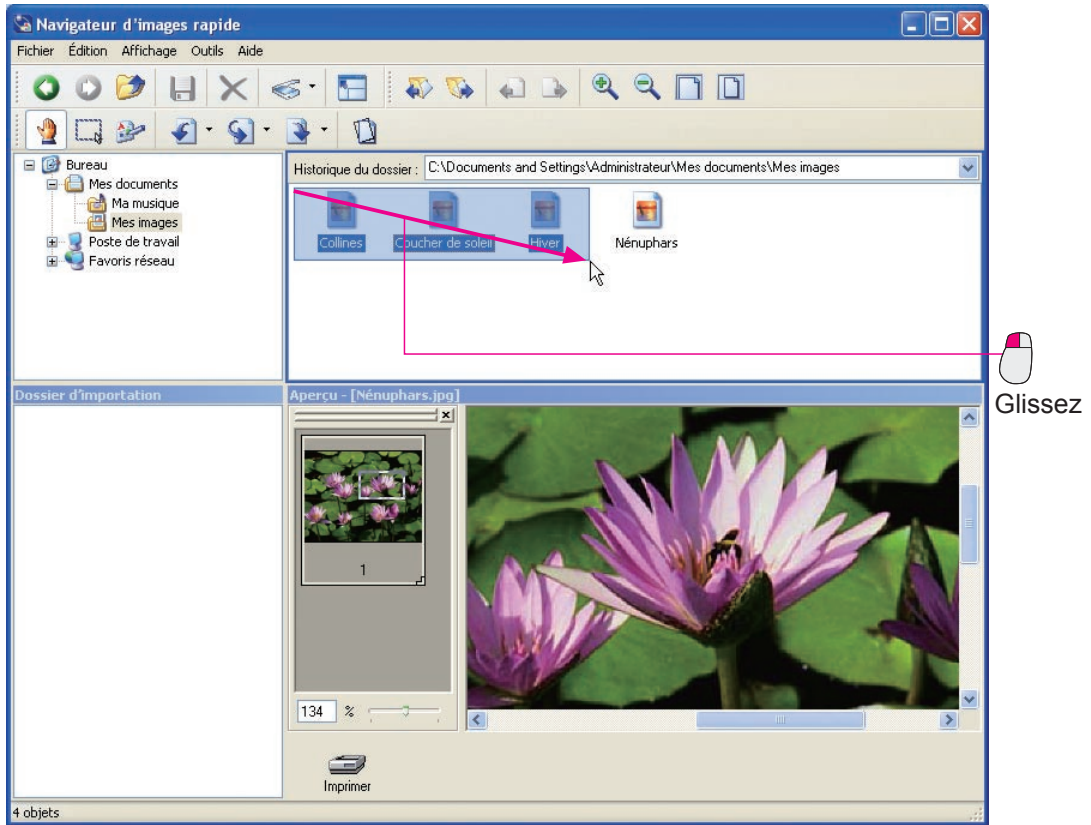 Navigateur d'images rapide
Fichier Édition Affichage Outils Aide
Bureau
Mes documents
Ma musique
Mes images
Poste de travail
Favoris réseau
Historique du dossier : C:\Documents and Settings\Administrateur\Mes documents\Mes images
Collines Coucher de soleil Hiver Nénuphars
Glissez
Dossier d'importation
Aperçu - [Nénuphars.jpg]
1
134 %
Imprimer
4 objets